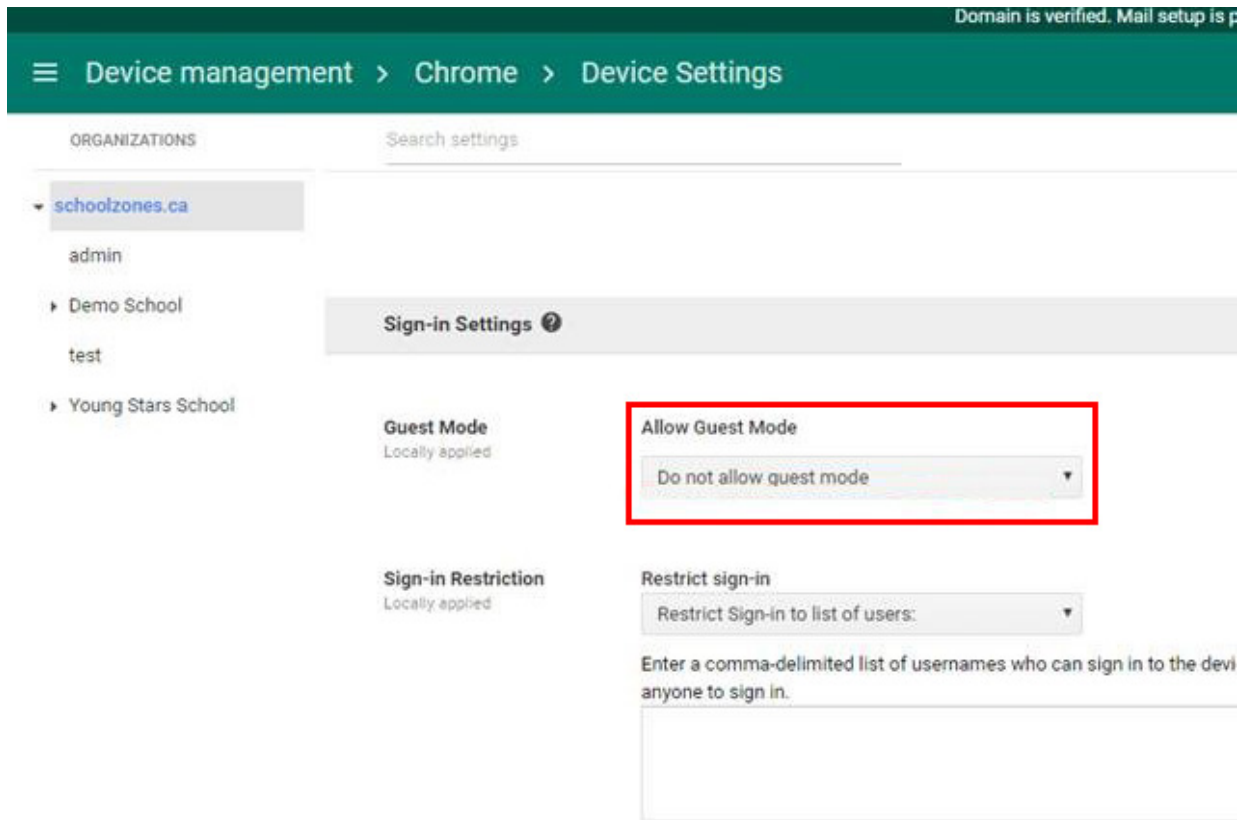 Domain is verified. Mail setup is
Device management > Chrome > Device Settings
ORGANIZATIONS
Search settings
schoolzones.ca
admin
Demo School
test
Young Stars School
Sign-in Settings
Guest Mode
Locally applied
Allow Guest Mode
Do not allow guest mode
Sign-in Restriction
Locally applied
Restrict sign-in
Restrict Sign-in to list of users:
Enter a comma-delimited list of usernames who can sign in to the devi
anyone to sign in.